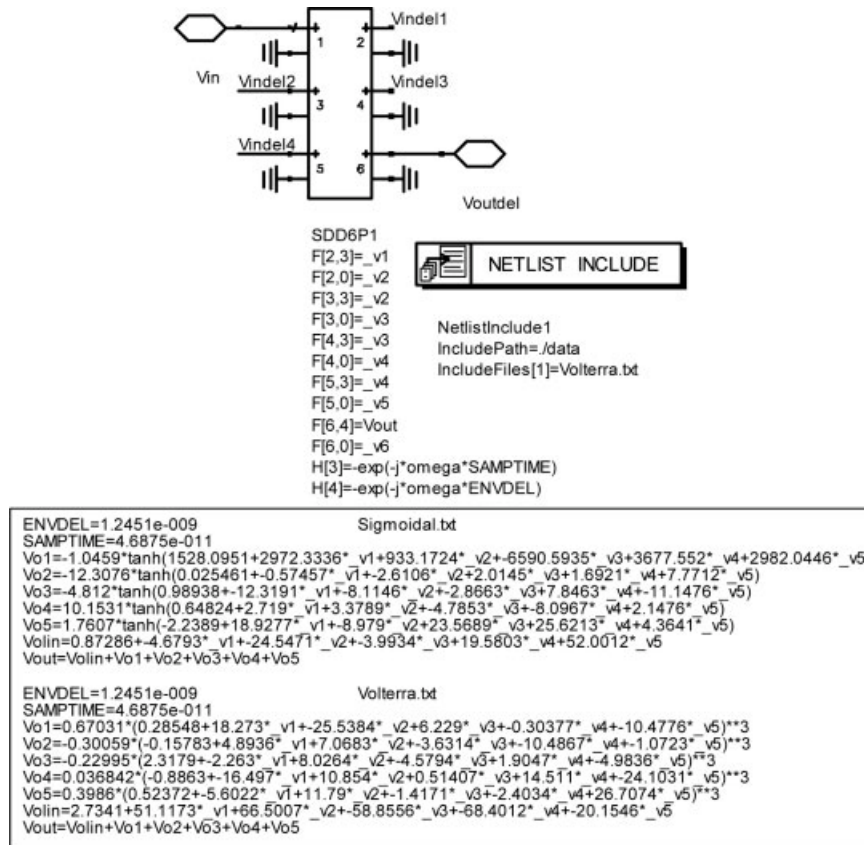 Vindel1
1 2
Vin Vindel2 Vindel3
3 4
Vindel4
5 6
Voutdel
SDD6P1
F[2,3]=_v1
F[2,0]=_v2
F[3,3]=_v2
F[3,0]=_v3
F[4,3]=_v3
F[4,0]=_v4
F[5,3]=_v4
F[5,0]=_v5
F[6,4]=Vout
F[6,0]=_v6
H[3]=-exp(-j*omega*SAMPTIME)
H[4]=-exp(-j*omega*ENVDEL)
NETLIST INCLUDE
NetlistInclude1
IncludePath=./data
IncludeFiles[1]=Volterra.txt
ENVDEL=1.2451e-009 Sigmoidal.txt
SAMPTIME=4.6875e-011
Vo1=-1.0459*tanh(1528.0951+2972.3336*_v1+933.1724*_v2+-6590.5935*_v3+3677.552*_v4+2982.0446*_v5
Vo2=-12.3076*tanh(0.025461+-0.57457*_v1+-2.6106*_v2+2.0145*_v3+1.6921*_v4+7.7712*_v5)
Vo3=-4.812*tanh(0.98938+-12.3191*_v1+-8.1146*_v2+-2.8663*_v3+7.8463*_v4+-11.1476*_v5)
Vo4=10.1531*tanh(0.64824+2.719*_v1+3.3789*_v2+-4.7853*_v3+-8.0967*_v4+2.1476*_v5)
Vo5=1.7607*tanh(-2.2389+18.9277*_v1+-8.979*_v2+23.5689*_v3+25.6213*_v4+4.3641*_v5)
Volin=0.87286+-4.6793*_v1+-24.5471*_v2+-3.9934*_v3+19.5803*_v4+52.0012*_v5
Vout=Volin+Vo1+Vo2+Vo3+Vo4+Vo5
ENVDEL=1.2451e-009 Volterra.txt
SAMPTIME=4.6875e-011
Vo1=0.67031*(0.28548+18.273*_v1+-25.5384*_v2+6.229*_v3+-0.30377*_v4+-10.4776*_v5)**3
Vo2=-0.30059*(-0.15783+4.8936*_v1+7.0683*_v2+-3.6314*_v3+-10.4867*_v4+-1.0723*_v5)**3
Vo3=-0.22995*(2.3179+-2.263*_v1+8.0264*_v2+-4.5794*_v3+1.9047*_v4+-4.9836*_v5)**3
Vo4=0.036842*(-0.8863+-16.497*_v1+10.854*_v2+0.51407*_v3+14.511*_v4+-24.1031*_v5)**3
Vo5=0.3986*(0.52372+-5.6022*_v1+11.79*_v2+-1.4171*_v3+-2.4034*_v4+26.7074*_v5)**3
Volin=2.7341+51.1173*_v1+66.5007*_v2+-58.8556*_v3+-68.4012*_v4+-20.1546*_v5
Vout=Volin+Vo1+Vo2+Vo3+Vo4+Vo5